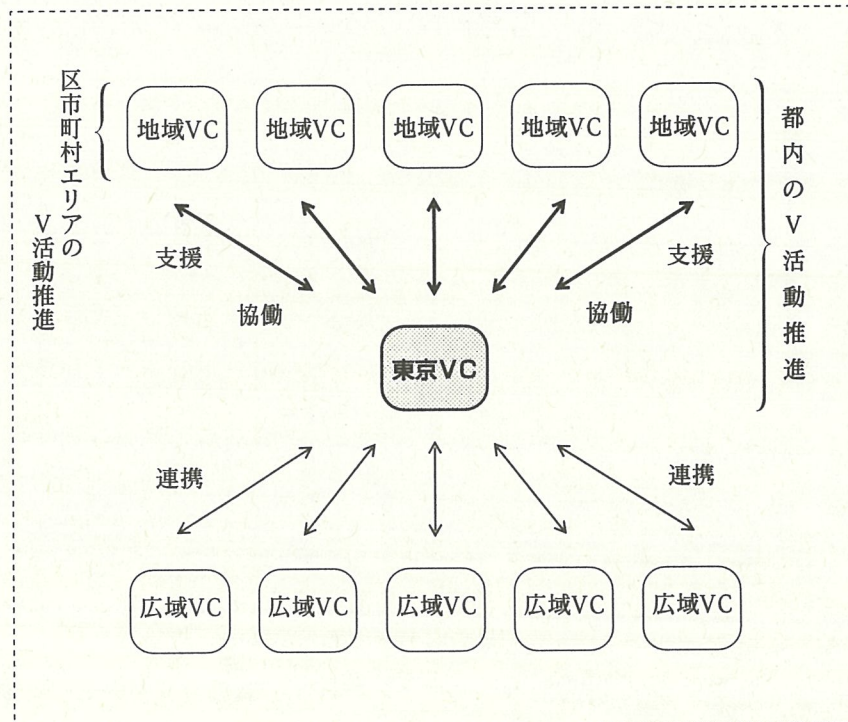 区市町村エリアの
V活動推進
地域VC
地域VC
地域VC
地域VC
地域VC
都内のV活動推進
支援
支援
協働
協働
東京VC
連携
連携
広域VC
広域VC
広域VC
広域VC
広域VC